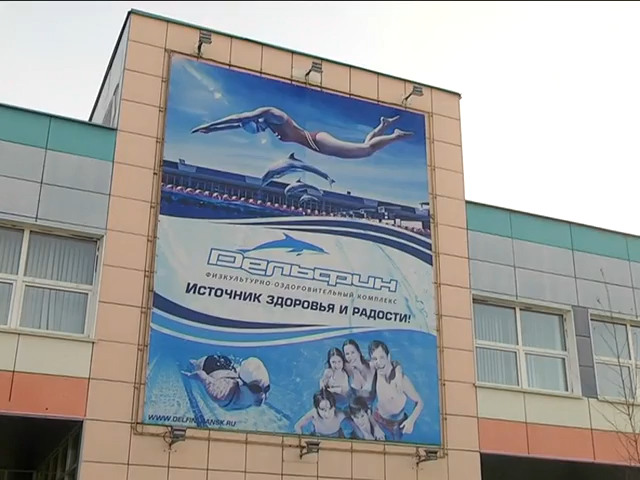 Дельфин
ФИЗКУЛЬТУРНО-ОЗДОРОВИТЕЛЬНЫЙ КОМПЛЕКС
ИСТОЧНИК ЗДОРОВЬЯ И РАДОСТИ!